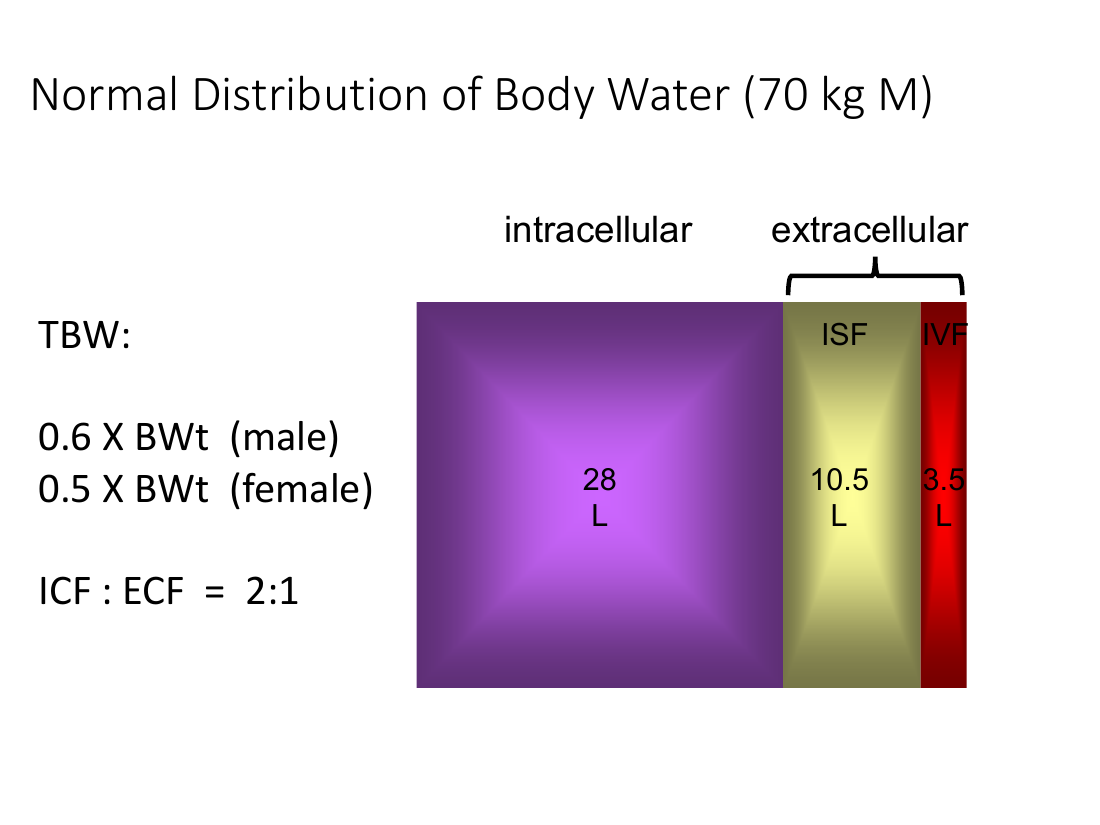 Normal Distribution of Body Water (70 kg M)
intracellular
extracellular
TBW:
0.6 X BWt (male)
0.5 X BWt (female)
ICF : ECF = 2:1
ISF
IVF
28
L
10.5
L
3.5
L